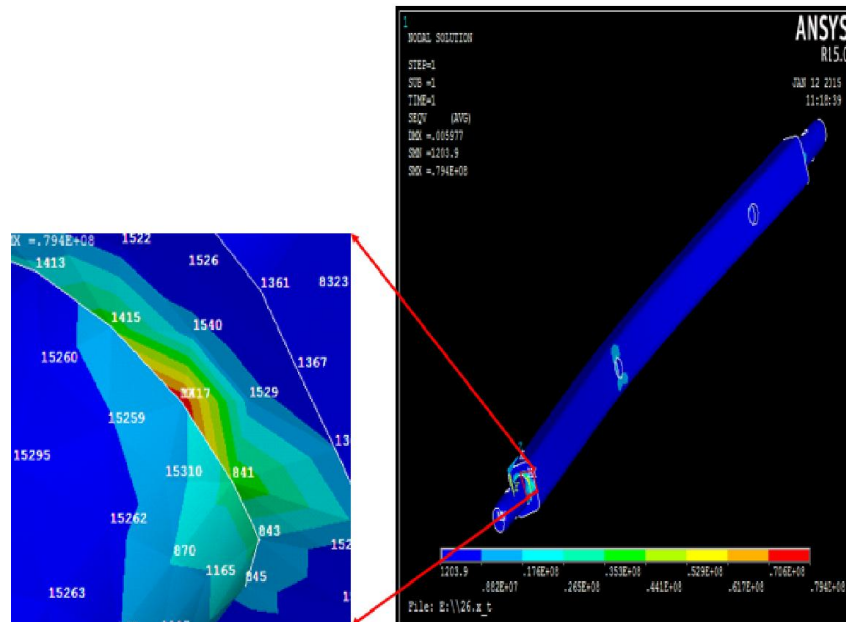 1
NODAL SOLUTION
STEP=1
SUB =1
TIME=1
SEQV (AVG)
DMX =.005977
SMN =1203.9
SMX =.794E+08
ANSYS
R15.0
JAN 12 2016
11:18:39
MX =.794E+08
1522
1413
1526
1361
8323
1415
1540
15260
1367
1529
15259
15295
15310
841
15262
843
870
1165
845
15263
1203.9
.882E+07
.176E+08
.265E+08
.353E+08
.441E+08
.529E+08
.617E+08
.706E+08
.794E+08
File: E:\\26.x_t